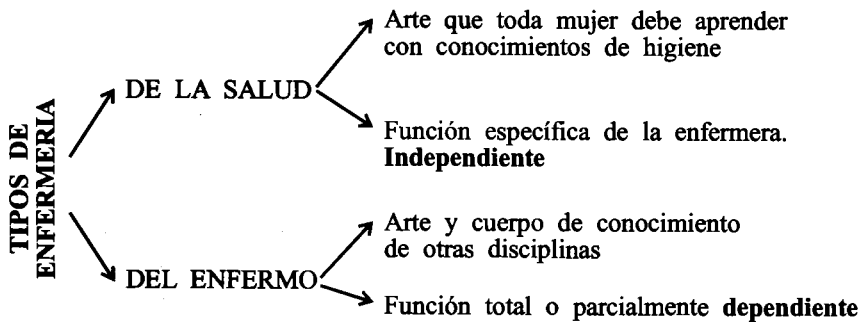 TIPOS DE
ENFERMERIA
DE LA SALUD
Arte que toda mujer debe aprender
con conocimientos de higiene
Función específica de la enfermera.
Independiente
DEL ENFERMO
Arte y cuerpo de conocimiento
de otras disciplinas
Función total o parcialmente dependiente